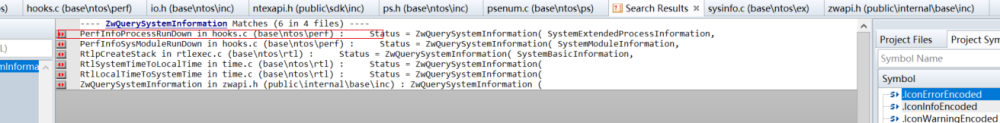 hooks.c (base\ntos\perf)
io.h (base\ntos\inc)
ntexapi.h (public\sdk\inc)
ps.h (base\ntos\inc)
psenum.c (base\ntos\ps)
Search Results
sysinfo.c (base\ntos\ex)
zwapi.h (public\internal\base\inc)
---- ZwQuerySystemInformation Matches (6 in 4 files) ----
PerfInfoProcessRunDown in hooks.c (base\ntos\perf) : Status = ZwQuerySystemInformation( SystemExtendedProcessInformation,
PerfInfoSysModuleRunDown in hooks.c (base\ntos\perf) : Status = ZwQuerySystemInformation( SystemModuleInformation,
RtlpCreateStack in rtlexec.c (base\ntos\rtl) : Status = ZwQuerySystemInformation( SystemBasicInformation,
RtlSystemTimeToLocalTime in time.c (base\ntos\rtl) : Status = ZwQuerySystemInformation(
RtlLocalTimeToSystemTime in time.c (base\ntos\rtl) : Status = ZwQuerySystemInformation(
ZwQuerySystemInformation in zwapi.h (public\internal\base\inc) : ZwQuerySystemInformation (
Project Files
Project Sym
Symbol Name
Symbol
.IconErrorEncoded
.IconInfoEncoded
.IconWarningEncoded